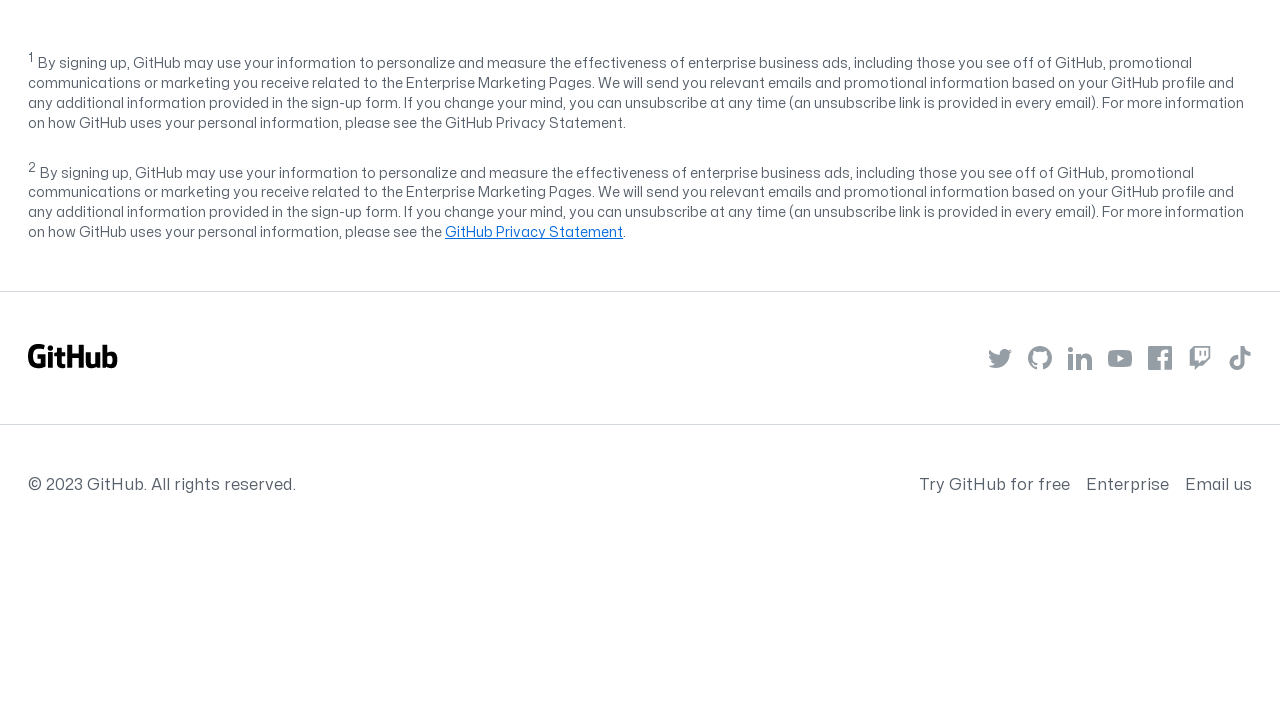 1 By signing up, GitHub may use your information to personalize and measure the effectiveness of enterprise business ads, including those you see off of GitHub, promotional
communications or marketing you receive related to the Enterprise Marketing Pages. We will send you relevant emails and promotional information based on your GitHub profile and
any additional information provided in the sign-up form. If you change your mind, you can unsubscribe at any time (an unsubscribe link is provided in every email). For more information
on how GitHub uses your personal information, please see the GitHub Privacy Statement.
2 By signing up, GitHub may use your information to personalize and measure the effectiveness of enterprise business ads, including those you see off of GitHub, promotional
communications or marketing you receive related to the Enterprise Marketing Pages. We will send you relevant emails and promotional information based on your GitHub profile and
any additional information provided in the sign-up form. If you change your mind, you can unsubscribe at any time (an unsubscribe link is provided in every email). For more information
on how GitHub uses your personal information, please see the GitHub Privacy Statement.
GitHub
© 2023 GitHub. All rights reserved.
Try GitHub for free Enterprise Email us